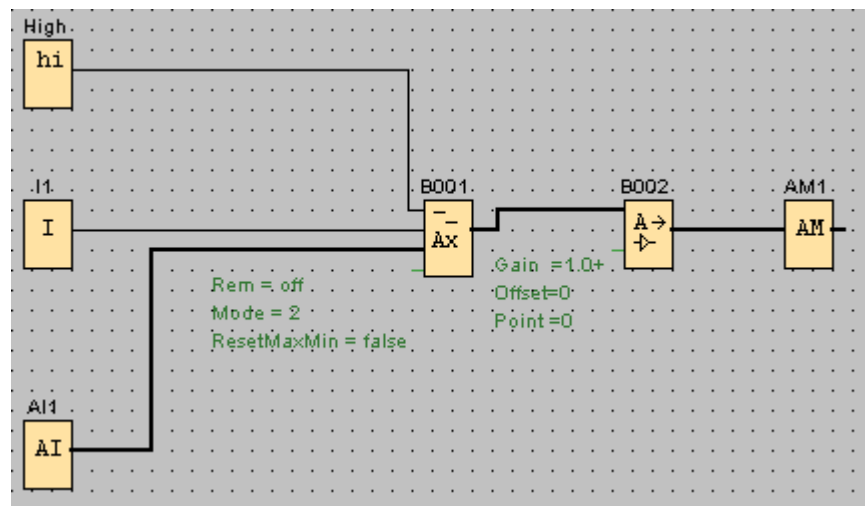 High
hi
I1
I
B001
Ax
B002
A→
AM1
AM
Rem = off
Mode = 2
ResetMaxMin = false
Gain =1.0+
Offset=0
Point =0
AI1
AI